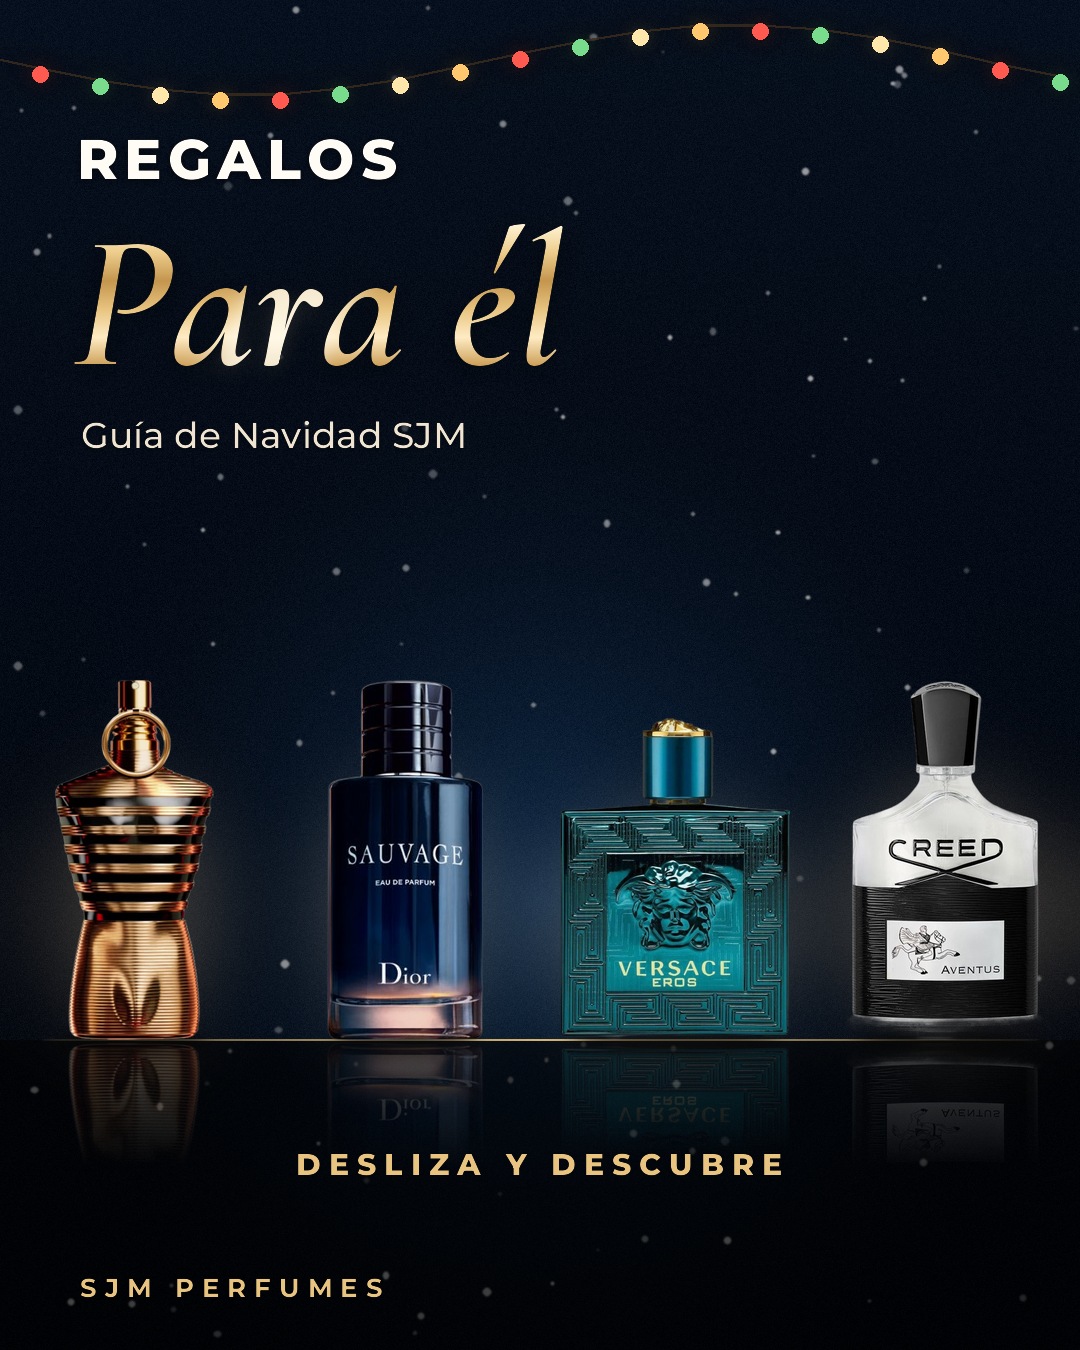 REGALOS
Para él
Guía de Navidad SJM
SAUVAGE
EAU DE PARFUM
Dior
VERSACE
EROS
CREED
AVENTUS
DESLIZA Y DESCUBRE
SJM PERFUMES